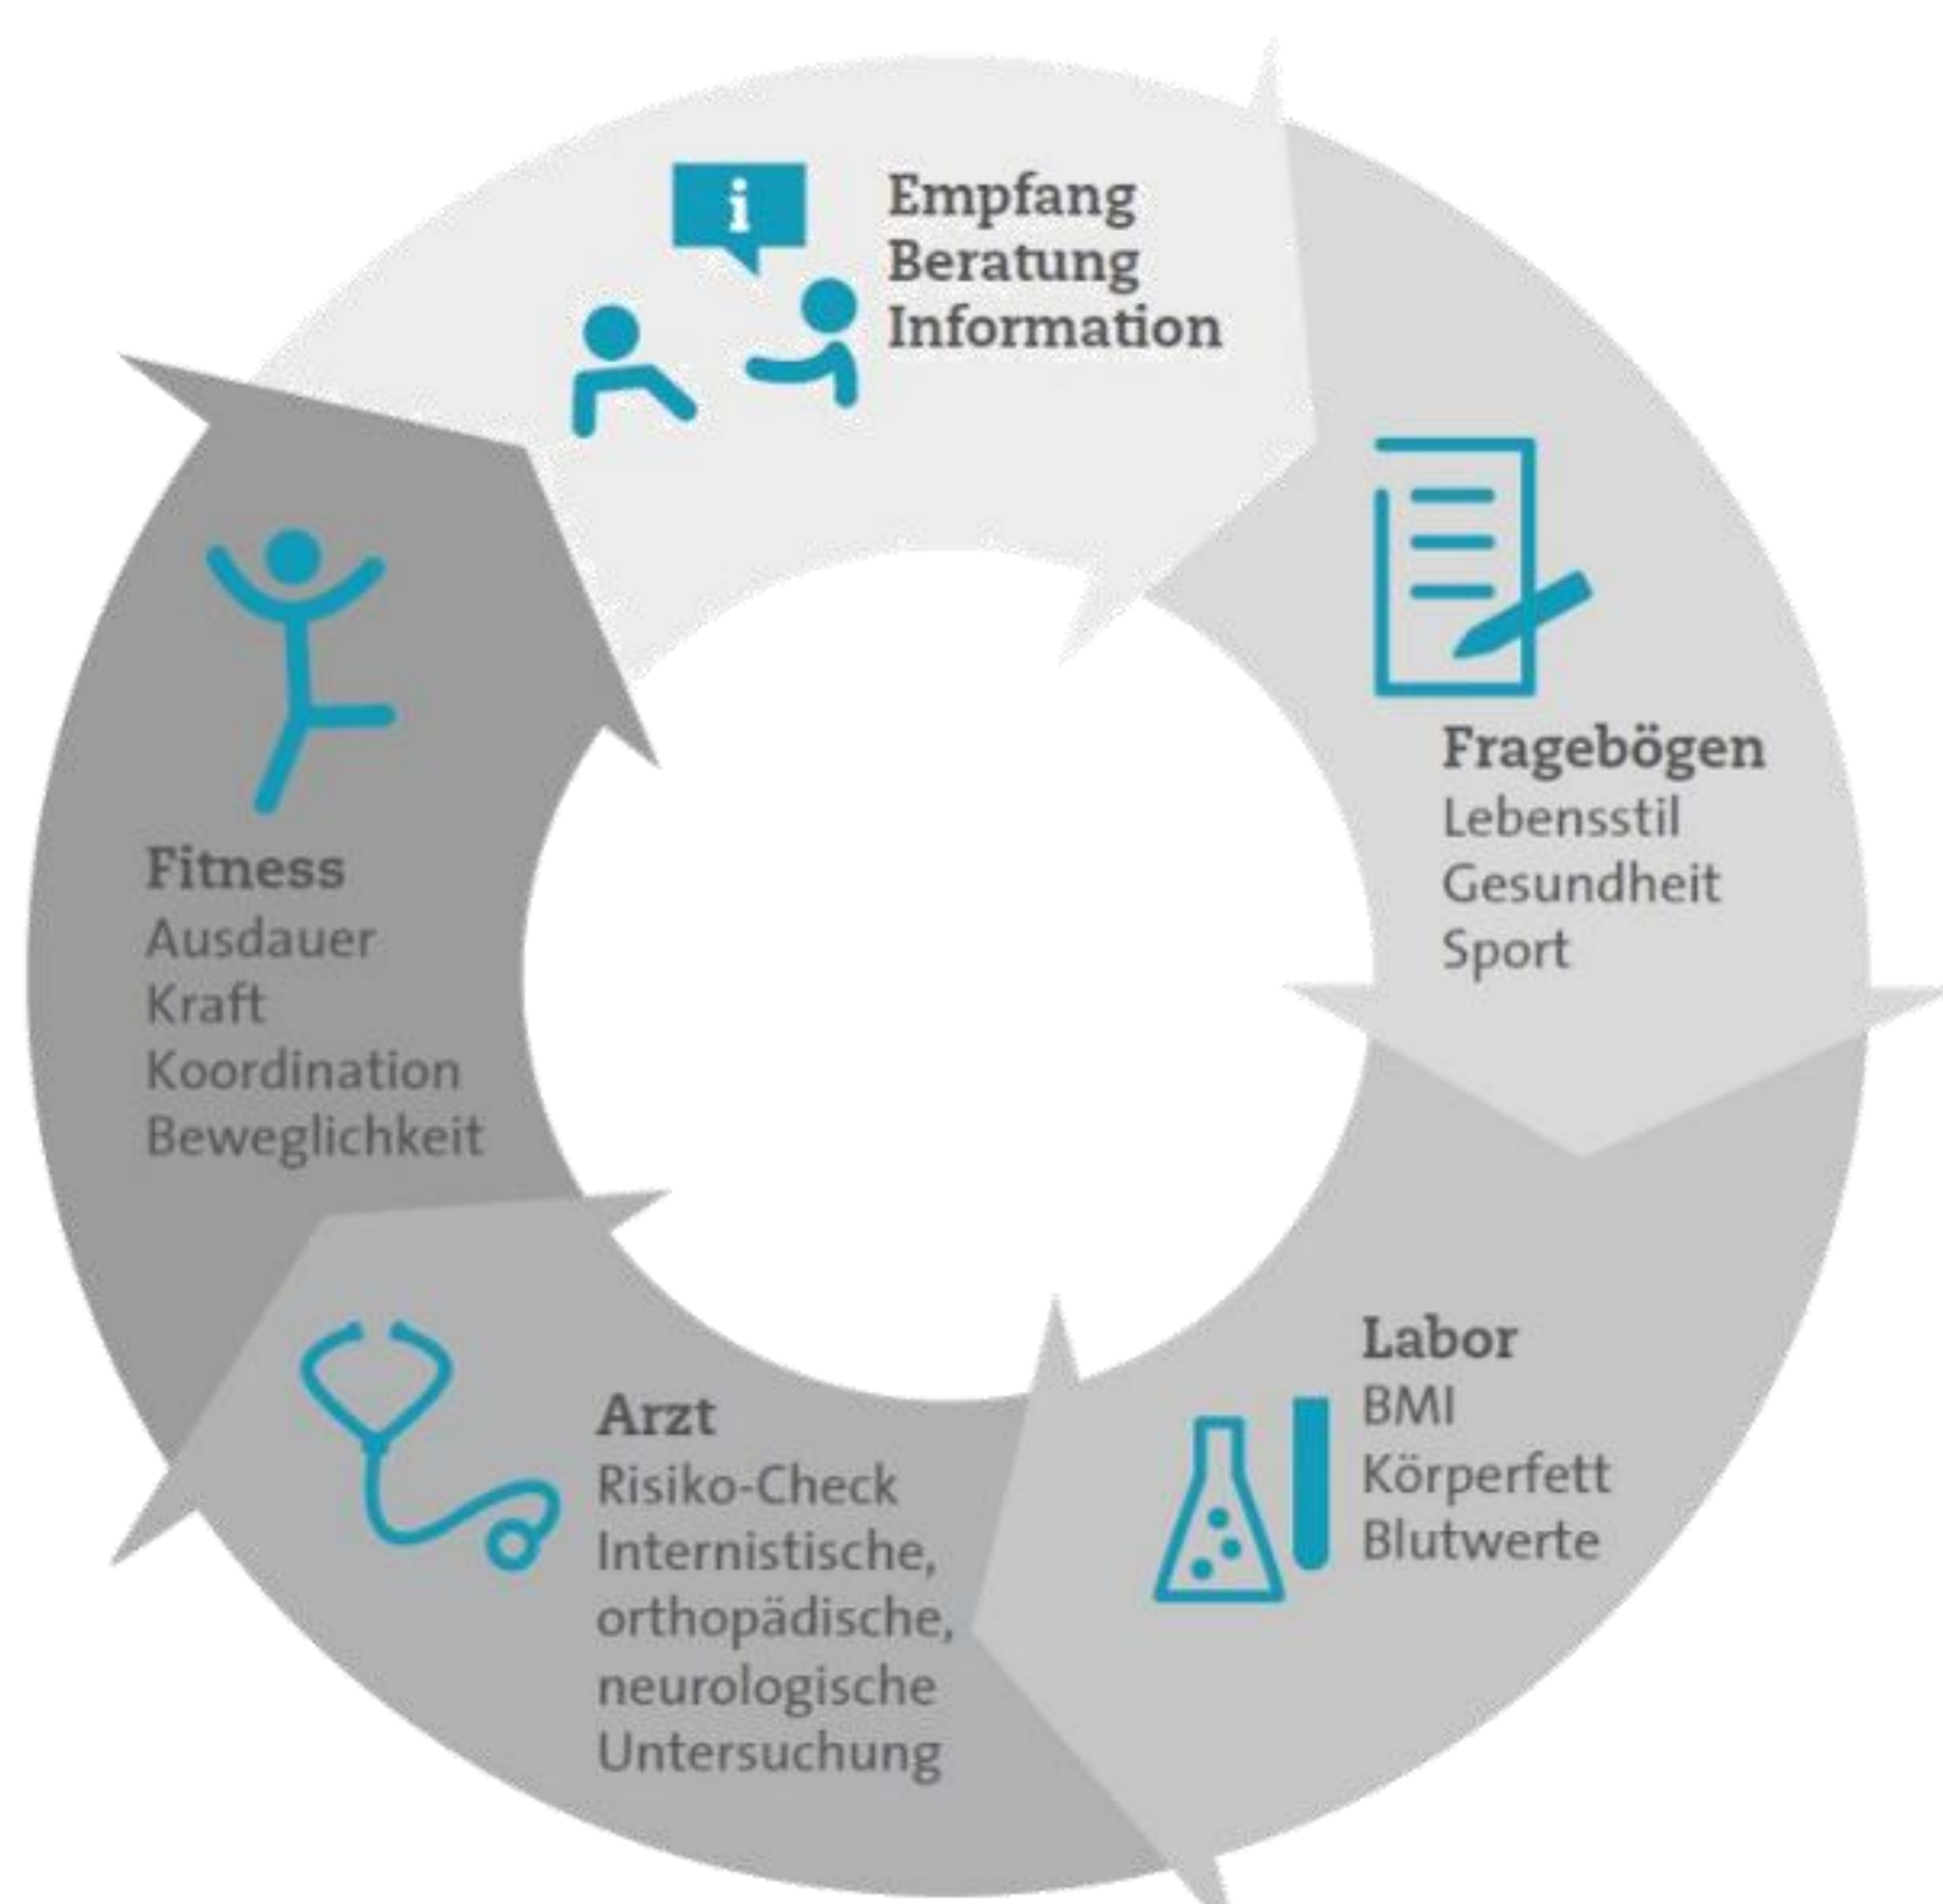 i
Empfang
Beratung
Information
Fragebögen
Lebensstil
Gesundheit
Sport
Labor
BMI
Körperfett
Blutwerte
Arzt
Risiko-Check
Internistische,
orthopädische,
neurologische
Untersuchung
Fitness
Ausdauer
Kraft
Koordination
Beweglichkeit